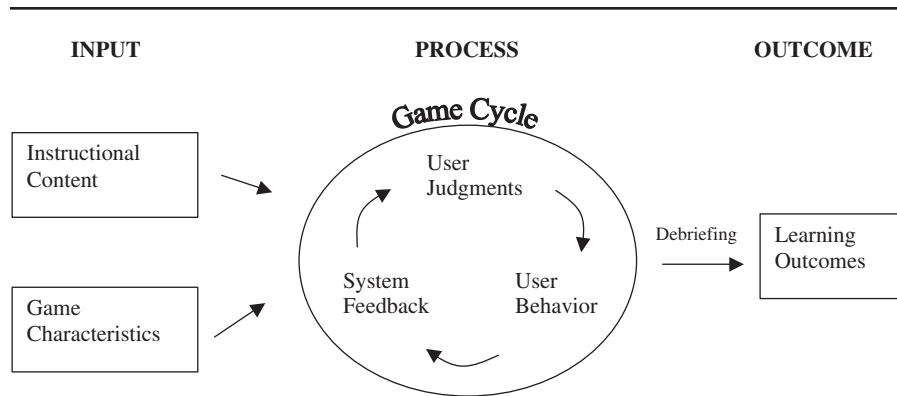 INPUT PROCESS OUTCOME
Game Cycle
Instructional
Content
User
Judgments
Debriefing
Learning
Outcomes
System
Feedback
User
Behavior
Game
Characteristics